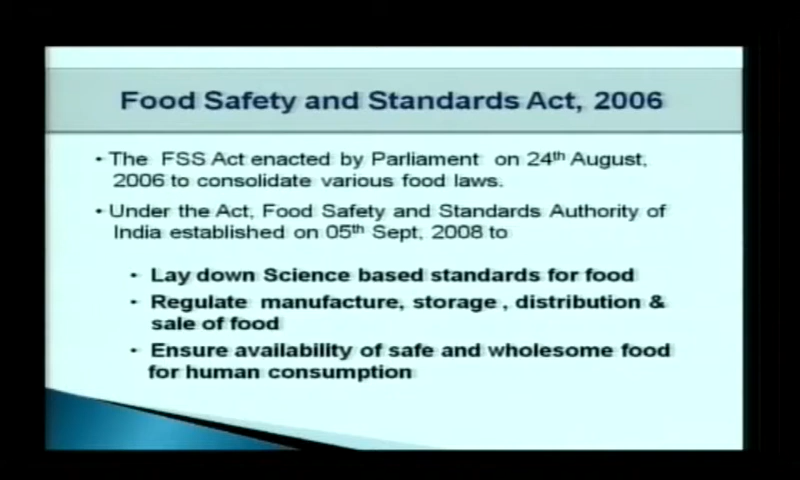 Food Safety and Standards Act, 2006
• The FSS Act enacted by Parliament on 24th August,
2006 to consolidate various food laws.
• Under the Act, Food Safety and Standards Authority of
India established on 05th Sept, 2008 to
• Lay down Science based standards for food
• Regulate manufacture, storage , distribution &
sale of food
• Ensure availability of safe and wholesome food
for human consumption